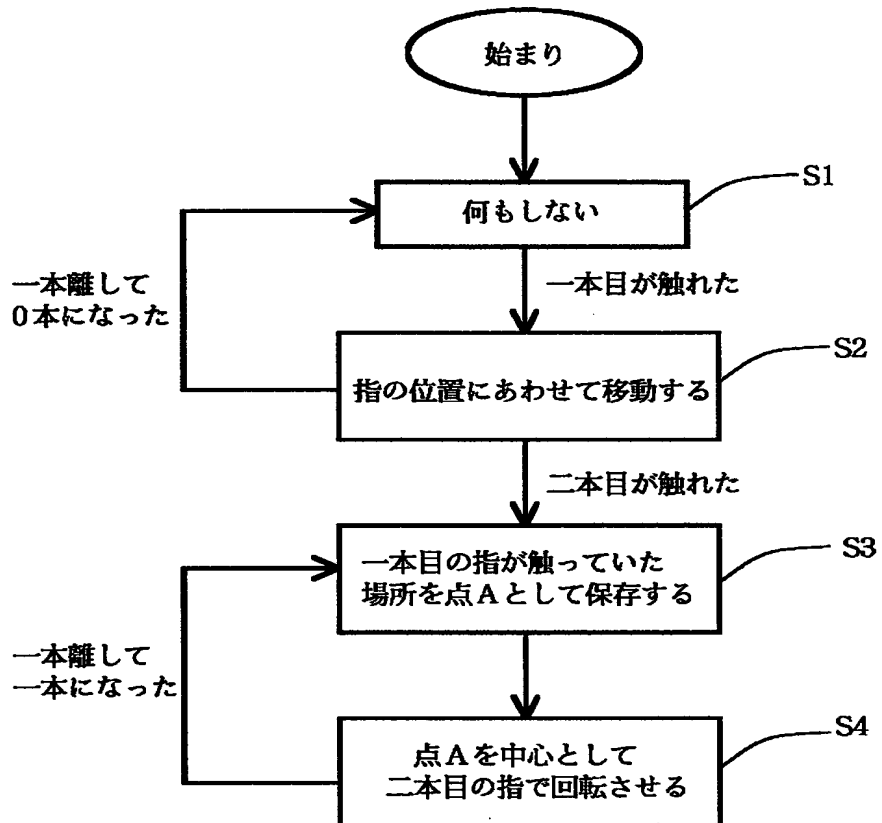 始まり
何もしない
S1
一本離して
0本になった
一本目が触れた
指の位置にあわせて移動する
S2
二本目が触れた
一本目の指が触っていた
場所を点Aとして保存する
S3
一本離して
一本になった
点Aを中心として
二本目の指で回転させる
S4